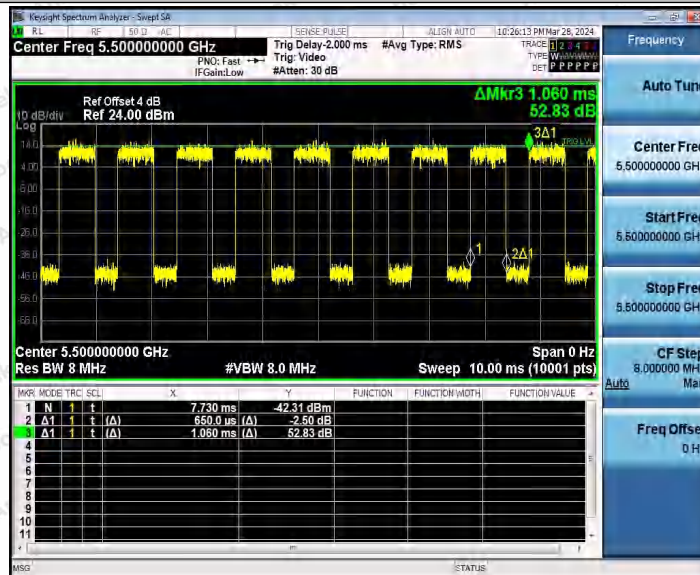 Keysight Spectrum Analyzer - Swept SA
RL RF 50 Ω AC SENSE:PULSE ALIGN AUTO 10:26:13 PM Mar 28, 2024
Center Freq 5.500000000 GHz
PNO: Fast
IFGain:Low
Trig Delay-2.000 ms
Trig: Video
#Atten: 30 dB
#Avg Type: RMS
TRACE 1 2 3 4 5 6
TYPE
DET P P P P P P
Ref Offset 4 dB
10 dB/div Ref 24.00 dBm
Log
ΔMkr3 1.060 ms
52.83 dB
14.0
4.00
-6.00
-16.0
-26.0
-36.0
-46.0
-56.0
-66.0
3Δ1
TRIG LVL
1
2Δ1
Center 5.500000000 GHz Span 0 Hz
Res BW 8 MHz #VBW 8.0 MHz Sweep 10.00 ms (10001 pts)
MKR MODE TRC SCL X Y FUNCTION FUNCTION WIDTH FUNCTION VALUE
1 N 1 t 7.730 ms -42.31 dBm
2 Δ1 1 t (Δ) 650.0 µs (Δ) -2.50 dB
3 Δ1 1 t (Δ) 1.060 ms (Δ) 52.83 dB
4
5
6
7
8
9
10
11
MSG STATUS
Frequency
Auto Tune
Center Freq
5.500000000 GH
Start Freq
5.500000000 GH
Stop Freq
5.500000000 GH
CF Step
8.000000 MH
Auto Ma
Freq Offse
0 H